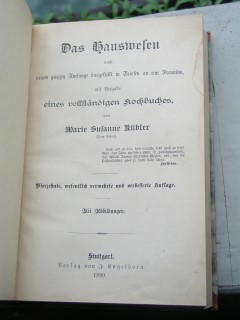 Das Hauswesen
nach
seinem ganzen Umfange dargestellt in Briefen an eine Freundin,
mit Beigabe
eines vollständigen Kochbuches,
von
Marie Susanne Kübler
Vierzehnte, wesentlich vermehrte und verbesserte Auflage.
Mit Abbildungen.
Stuttgart.
Verlag von J. Engelhorn.